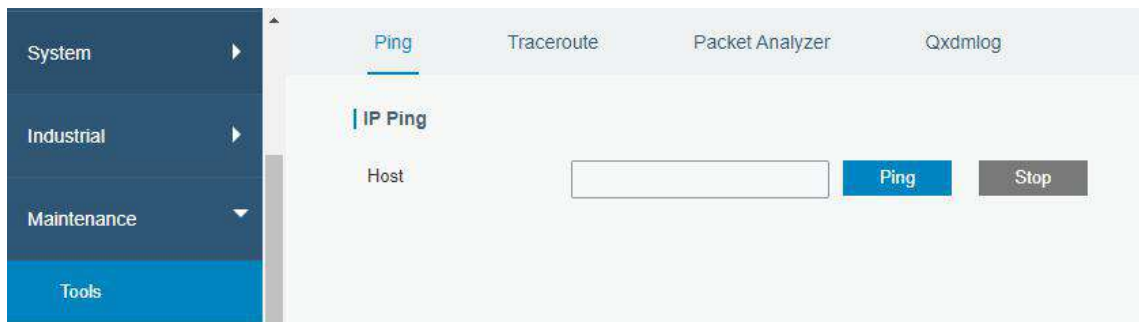 System
Industrial
Maintenance
Tools
Ping Traceroute Packet Analyzer Qxdmlog
IP Ping
Host Ping Stop